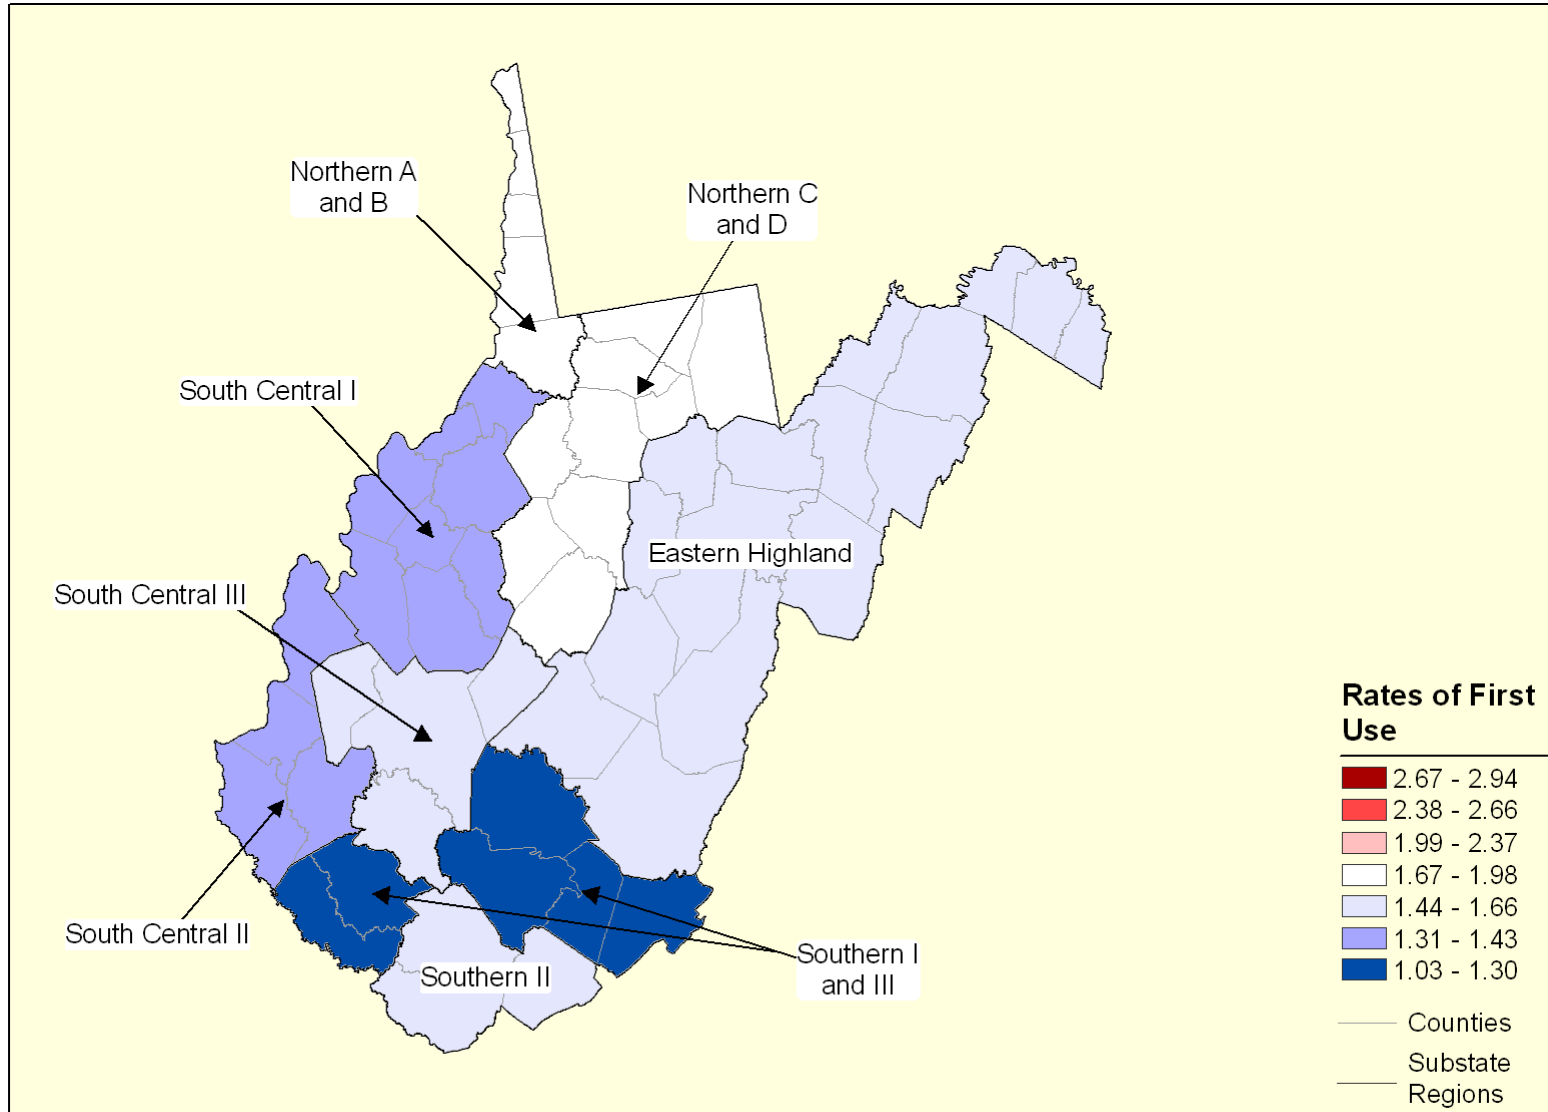 Northern A
and B
Northern C
and D
South Central I
Eastern Highland
South Central III
South Central II
Southern I
and III
Southern II
Rates of First
Use
2.67 - 2.94
2.38 - 2.66
1.99 - 2.37
1.67 - 1.98
1.44 - 1.66
1.31 - 1.43
1.03 - 1.30
Counties
Substate
Regions